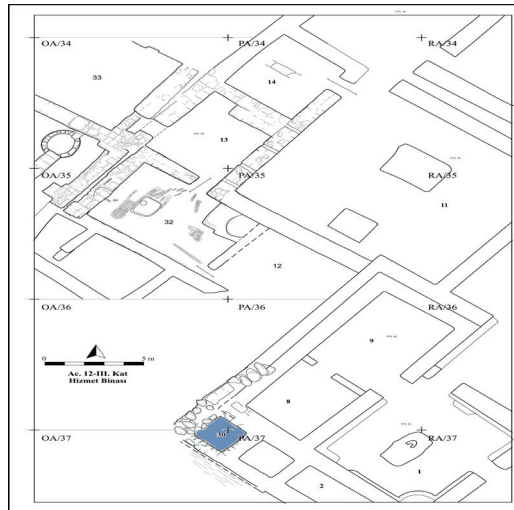 OA/34 PA/34 RA/34
33
14
13
OA/35 PA/35 RA/35
32
11
12
OA/36 PA/36 RA/36
9
0 5 m
Ac. 12-III. Kat
Hizmet Binası
8
OA/37 PA/37 RA/37
1
2